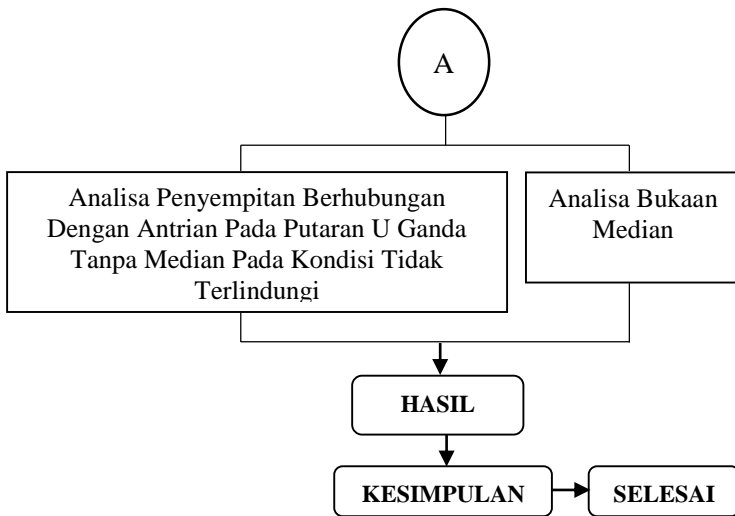 A
Analisa Penyempitan Berhubungan
Dengan Antrian Pada Putaran U Ganda
Tanpa Median Pada Kondisi Tidak
Terlindungi
Analisa Bukaan
Median
HASIL
KESIMPULAN
SELESAI